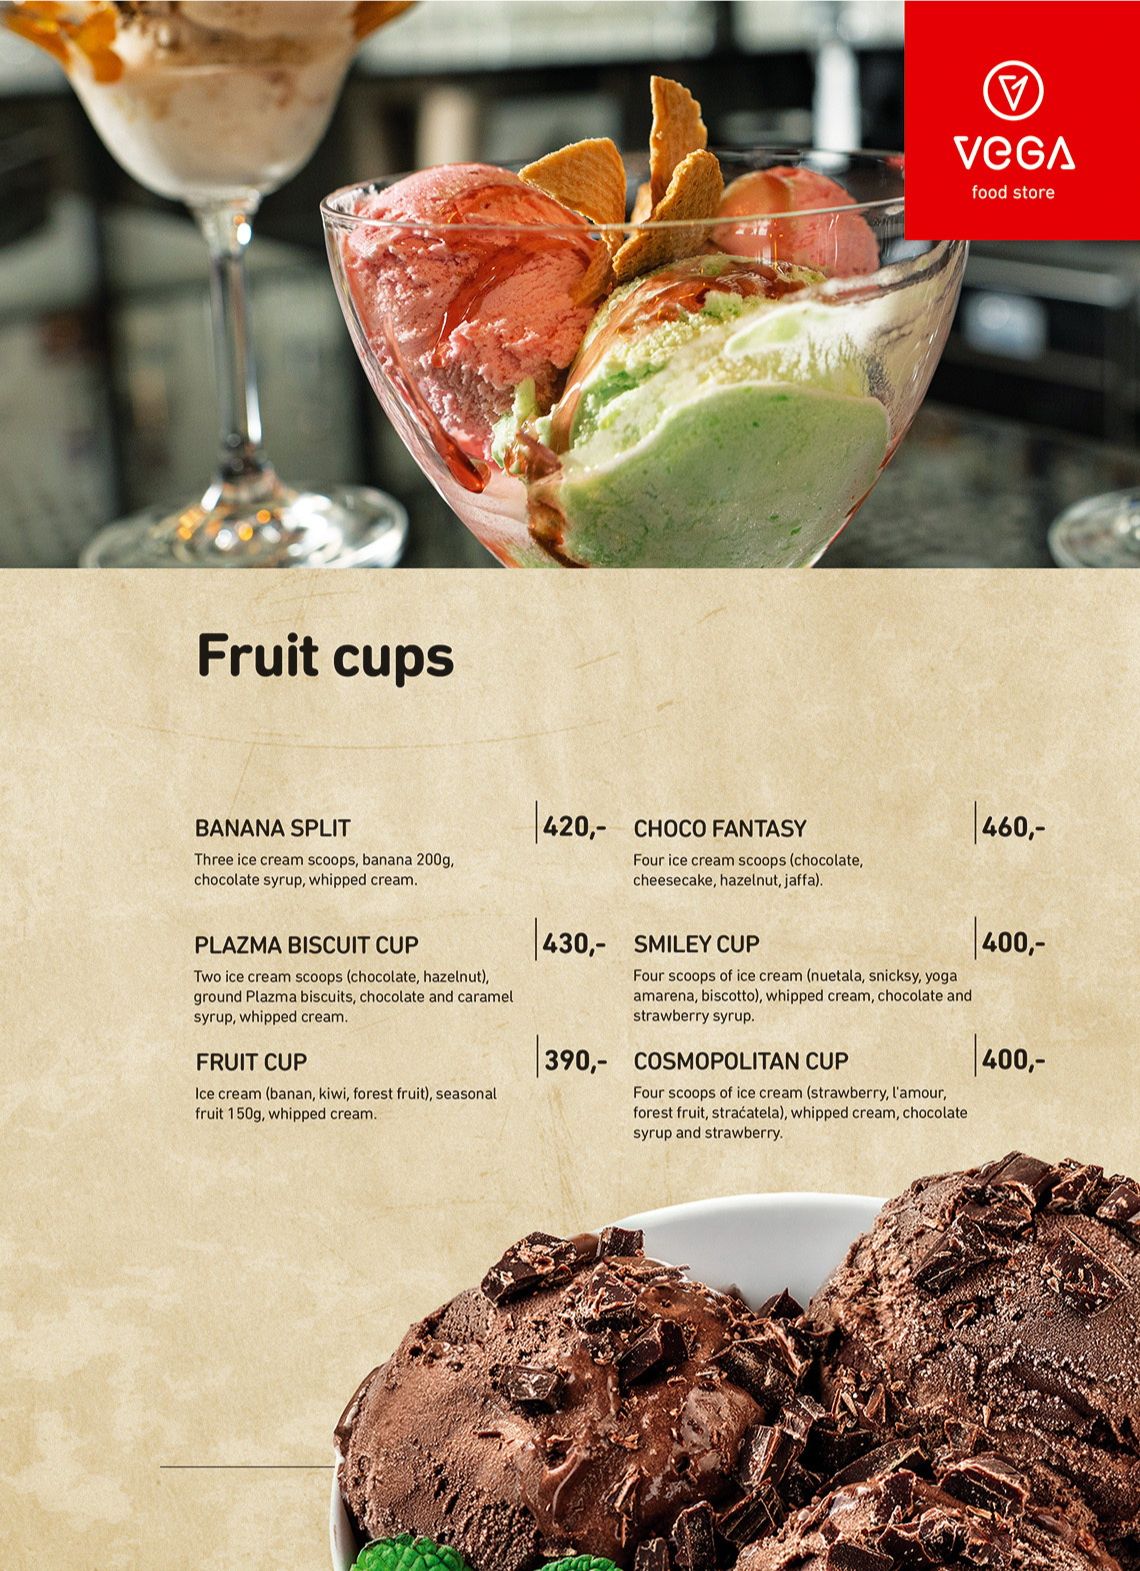 VEGA
food store
Fruit cups
BANANA SPLIT 420,-
Three ice cream scoops, banana 200g,
chocolate syrup, whipped cream.
PLAZMA BISCUIT CUP 430,-
Two ice cream scoops (chocolate, hazelnut),
ground Plazma biscuits, chocolate and caramel
syrup, whipped cream.
FRUIT CUP 390,-
Ice cream (banan, kiwi, forest fruit), seasonal
fruit 150g, whipped cream.
CHOCO FANTASY 460,-
Four ice cream scoops (chocolate,
cheesecake, hazelnut, jaffa).
SMILEY CUP 400,-
Four scoops of ice cream (nuetala, snicksy, yoga
amarena, biscotto), whipped cream, chocolate and
strawberry syrup.
COSMOPOLITAN CUP 400,-
Four scoops of ice cream (strawberry, l'amour,
forest fruit, straćatela), whipped cream, chocolate
syrup and strawberry.